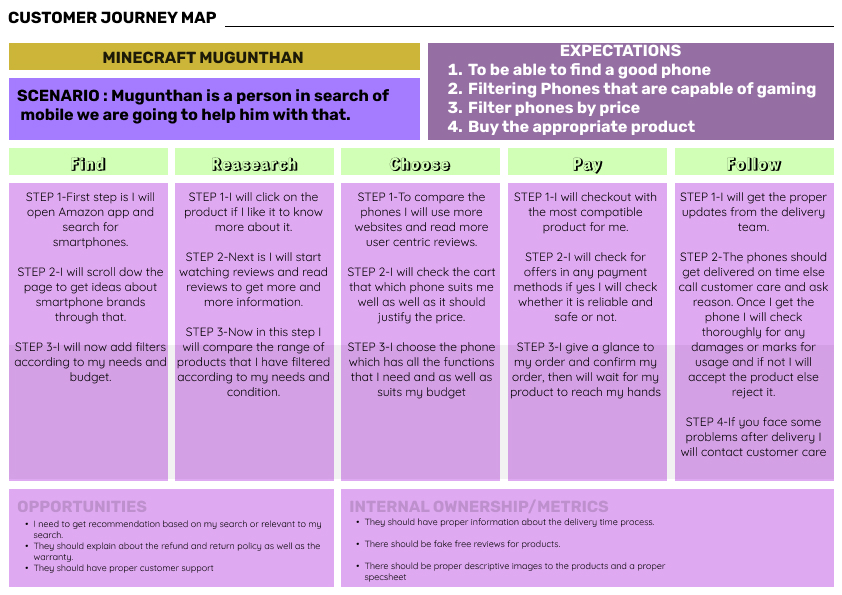 CUSTOMER JOURNEY MAP
MINECRAFT MUGUNTHAN
SCENARIO : Mugunthan is a person in search of
mobile we are going to help him with that.
EXPECTATIONS
1. To be able to find a good phone
2. Filtering Phones that are capable of gaming
3. Filter phones by price
4. Buy the appropriate product
Find
STEP 1-First step is I will
open Amazon app and
search for
smartphones.
STEP 2-I will scroll dow the
page to get ideas about
smartphone brands
through that.
STEP 3-I will now add filters
according to my needs and
budget.
Reasearch
STEP 1-I will click on the
product if I like it to know
more about it.
STEP 2-Next is I will start
watching reviews and read
reviews to get more and
more information.
STEP 3-Now in this step I
will compare the range of
products that I have filtered
according to my needs and
condition.
Choose
STEP 1-To compare the
phones I will use more
websites and read more
user centric reviews.
STEP 2-I will check the cart
that which phone suits me
well as well as it should
justify the price.
STEP 3-I choose the phone
which has all the functions
that I need and as well as
suits my budget
Pay
STEP 1-I will checkout with
the most compatible
product for me.
STEP 2-I will check for
offers in any payment
methods if yes I will check
whether it is reliable and
safe or not.
STEP 3-I give a glance to
my order and confirm my
order, then will wait for my
product to reach my hands
Follow
STEP 1-I will get the proper
updates from the delivery
team.
STEP 2-The phones should
get delivered on time else
call customer care and ask
reason. Once I get the
phone I will check
thoroughly for any
damages or marks for
usage and if not I will
accept the product else
reject it.
STEP 4-If you face some
problems after delivery I
will contact customer care
OPPORTUNITIES
• I need to get recommendation based on my search or relevant to my
search.
• They should explain about the refund and return policy as well as the
warranty.
• They should have proper customer support
INTERNAL OWNERSHIP/METRICS
• They should have proper information about the delivery time process.
• There should be fake free reviews for products.
• There should be proper descriptive images to the products and a proper
specsheet